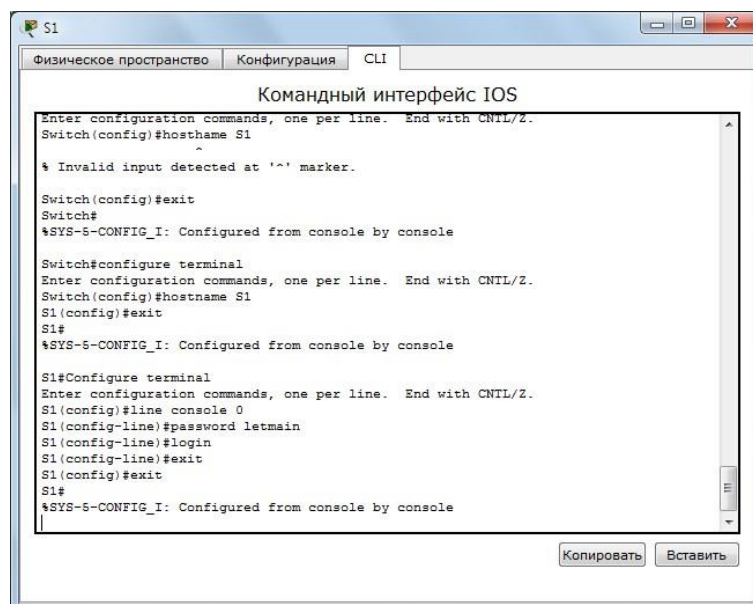 S1
Физическое пространство Конфигурация CLI
Командный интерфейс IOS
Enter configuration commands, one per line. End with CNTL/Z.
Switch(config)#hosthame S1
^
% Invalid input detected at '^' marker.
Switch(config)#exit
Switch#
%SYS-5-CONFIG_I: Configured from console by console
Switch#configure terminal
Enter configuration commands, one per line. End with CNTL/Z.
Switch(config)#hostname S1
S1(config)#exit
S1#
%SYS-5-CONFIG_I: Configured from console by console
S1#Configure terminal
Enter configuration commands, one per line. End with CNTL/Z.
S1(config)#line console 0
S1(config-line)#password letmain
S1(config-line)#login
S1(config-line)#exit
S1(config)#exit
S1#
%SYS-5-CONFIG_I: Configured from console by console
Копировать Вставить